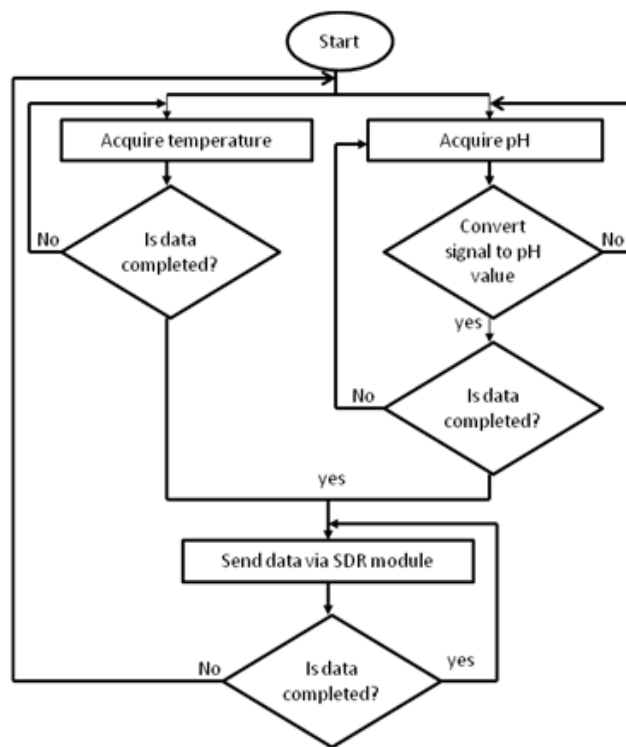 Start
Acquire temperature
Acquire pH
No
Is data
completed?
Convert
signal to pH
value
No
yes
No
Is data
completed?
yes
Send data via SDR module
No
Is data
completed?
yes